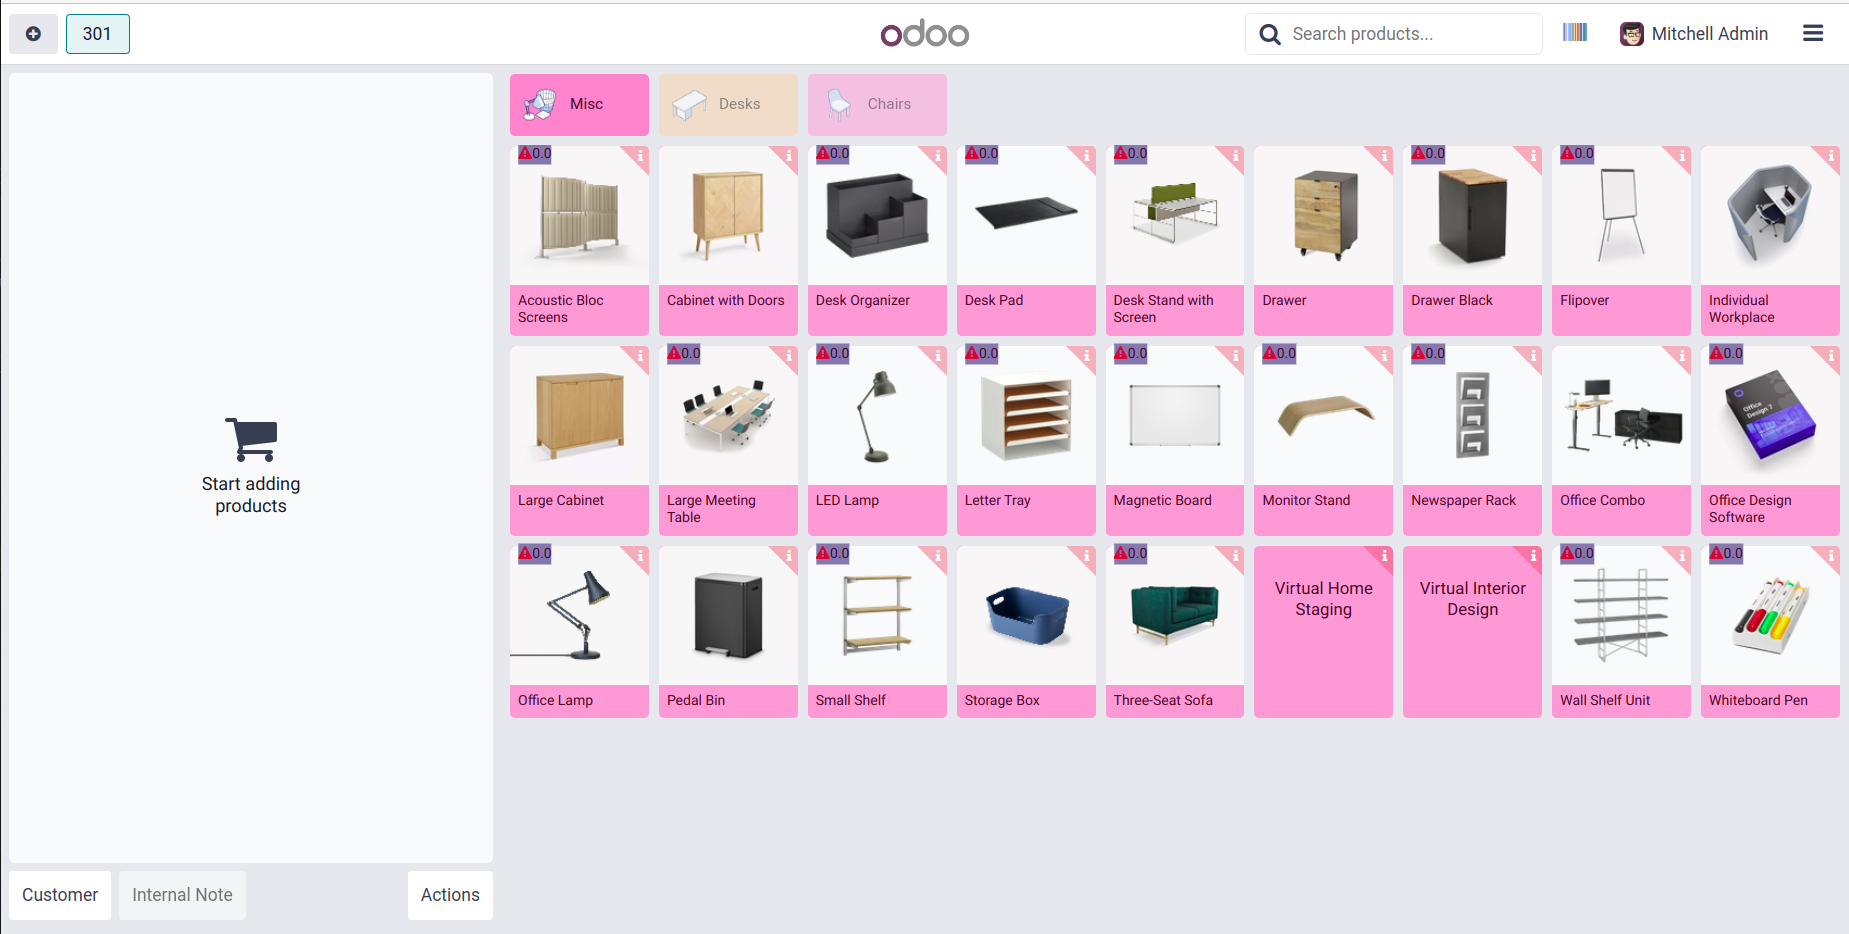 301
odoo
Search products...
Mitchell Admin
Misc
Desks
Chairs
0.0
0.0
0.0
0.0
0.0
0.0
Acoustic Bloc
Screens
Cabinet with Doors
Desk Organizer
Desk Pad
Desk Stand with
Screen
Drawer
Drawer Black
Flipover
Individual
Workplace
0.0
0.0
0.0
0.0
0.0
0.0
0.0
Office
Design 7
Large Cabinet
Large Meeting
Table
LED Lamp
Letter Tray
Magnetic Board
Monitor Stand
Newspaper Rack
Office Combo
Office Design
Software
Start adding
products
0.0
0.0
0.0
0.0
0.0
Virtual Home
Staging
Virtual Interior
Design
Office Lamp
Pedal Bin
Small Shelf
Storage Box
Three-Seat Sofa
Wall Shelf Unit
Whiteboard Pen
Customer
Internal Note
Actions